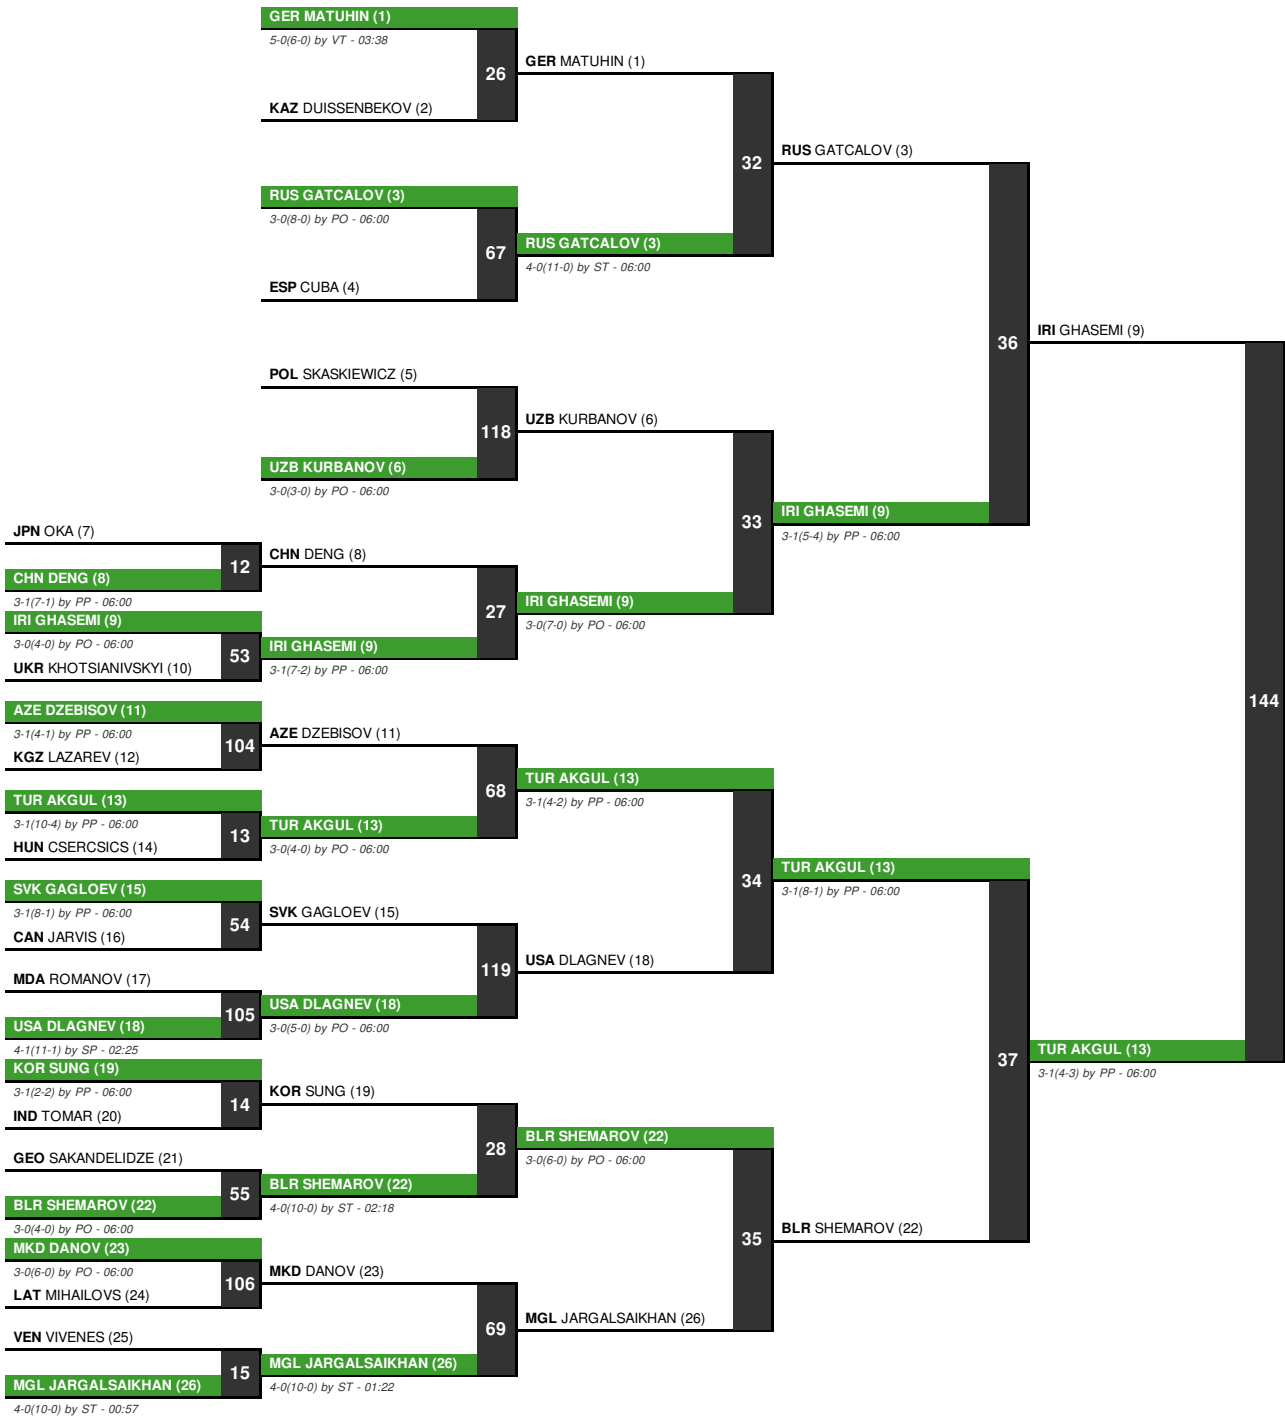 GER MATUHIN (1)
5-0(6-0) by VT - 03:38
26
KAZ DUISSENBEKOV (2)
GER MATUHIN (1)
32
RUS GATCALOV (3)
3-0(8-0) by PO - 06:00
67
ESP CUBA (4)
RUS GATCALOV (3)
4-0(11-0) by ST - 06:00
RUS GATCALOV (3)
36
POL SKASKIEWICZ (5)
118
UZB KURBANOV (6)
3-0(3-0) by PO - 06:00
UZB KURBANOV (6)
33
JPN OKA (7)
12
CHN DENG (8)
3-1(7-1) by PP - 06:00
CHN DENG (8)
27
IRI GHASEMI (9)
3-0(4-0) by PO - 06:00
53
UKR KHOTSIANIVSKYI (10)
IRI GHASEMI (9)
3-1(7-2) by PP - 06:00
IRI GHASEMI (9)
3-0(7-0) by PO - 06:00
IRI GHASEMI (9)
3-1(5-4) by PP - 06:00
IRI GHASEMI (9)
144
AZE DZEBISOV (11)
3-1(4-1) by PP - 06:00
104
KGZ LAZAREV (12)
AZE DZEBISOV (11)
68
TUR AKGUL (13)
3-1(10-4) by PP - 06:00
13
HUN CSERCSICS (14)
TUR AKGUL (13)
3-0(4-0) by PO - 06:00
TUR AKGUL (13)
3-1(4-2) by PP - 06:00
34
SVK GAGLOEV (15)
3-1(8-1) by PP - 06:00
54
CAN JARVIS (16)
SVK GAGLOEV (15)
119
MDA ROMANOV (17)
105
USA DLAGNEV (18)
4-1(11-1) by SP - 02:25
USA DLAGNEV (18)
3-0(5-0) by PO - 06:00
USA DLAGNEV (18)
TUR AKGUL (13)
3-1(8-1) by PP - 06:00
37
KOR SUNG (19)
3-1(2-2) by PP - 06:00
14
IND TOMAR (20)
KOR SUNG (19)
28
GEO SAKANDELIDZE (21)
55
BLR SHEMAROV (22)
3-0(4-0) by PO - 06:00
BLR SHEMAROV (22)
4-0(10-0) by ST - 02:18
BLR SHEMAROV (22)
3-0(6-0) by PO - 06:00
35
MKD DANOV (23)
3-0(6-0) by PO - 06:00
106
LAT MIHAILOVS (24)
MKD DANOV (23)
69
VEN VIVENES (25)
15
MGL JARGALSAIKHAN (26)
4-0(10-0) by ST - 00:57
MGL JARGALSAIKHAN (26)
4-0(10-0) by ST - 01:22
MGL JARGALSAIKHAN (26)
BLR SHEMAROV (22)
TUR AKGUL (13)
3-1(4-3) by PP - 06:00